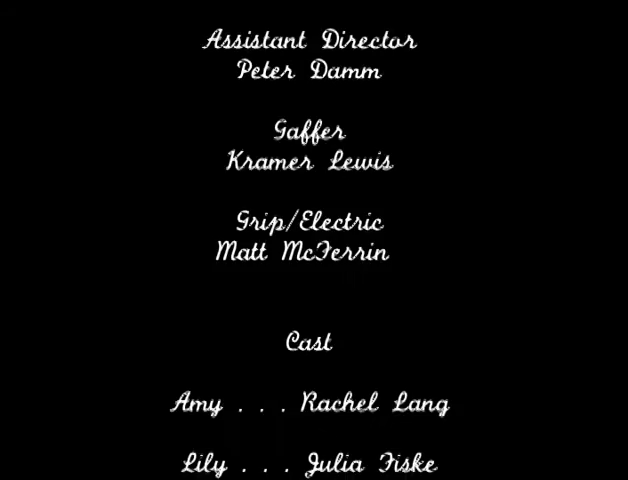 Assistant Director
Peter Damm
Gaffer
Kramer Lewis
Grip/Electric
Matt McFerrin
Cast
Amy . . . Rachel Lang
Lily . . . Julia Fiske